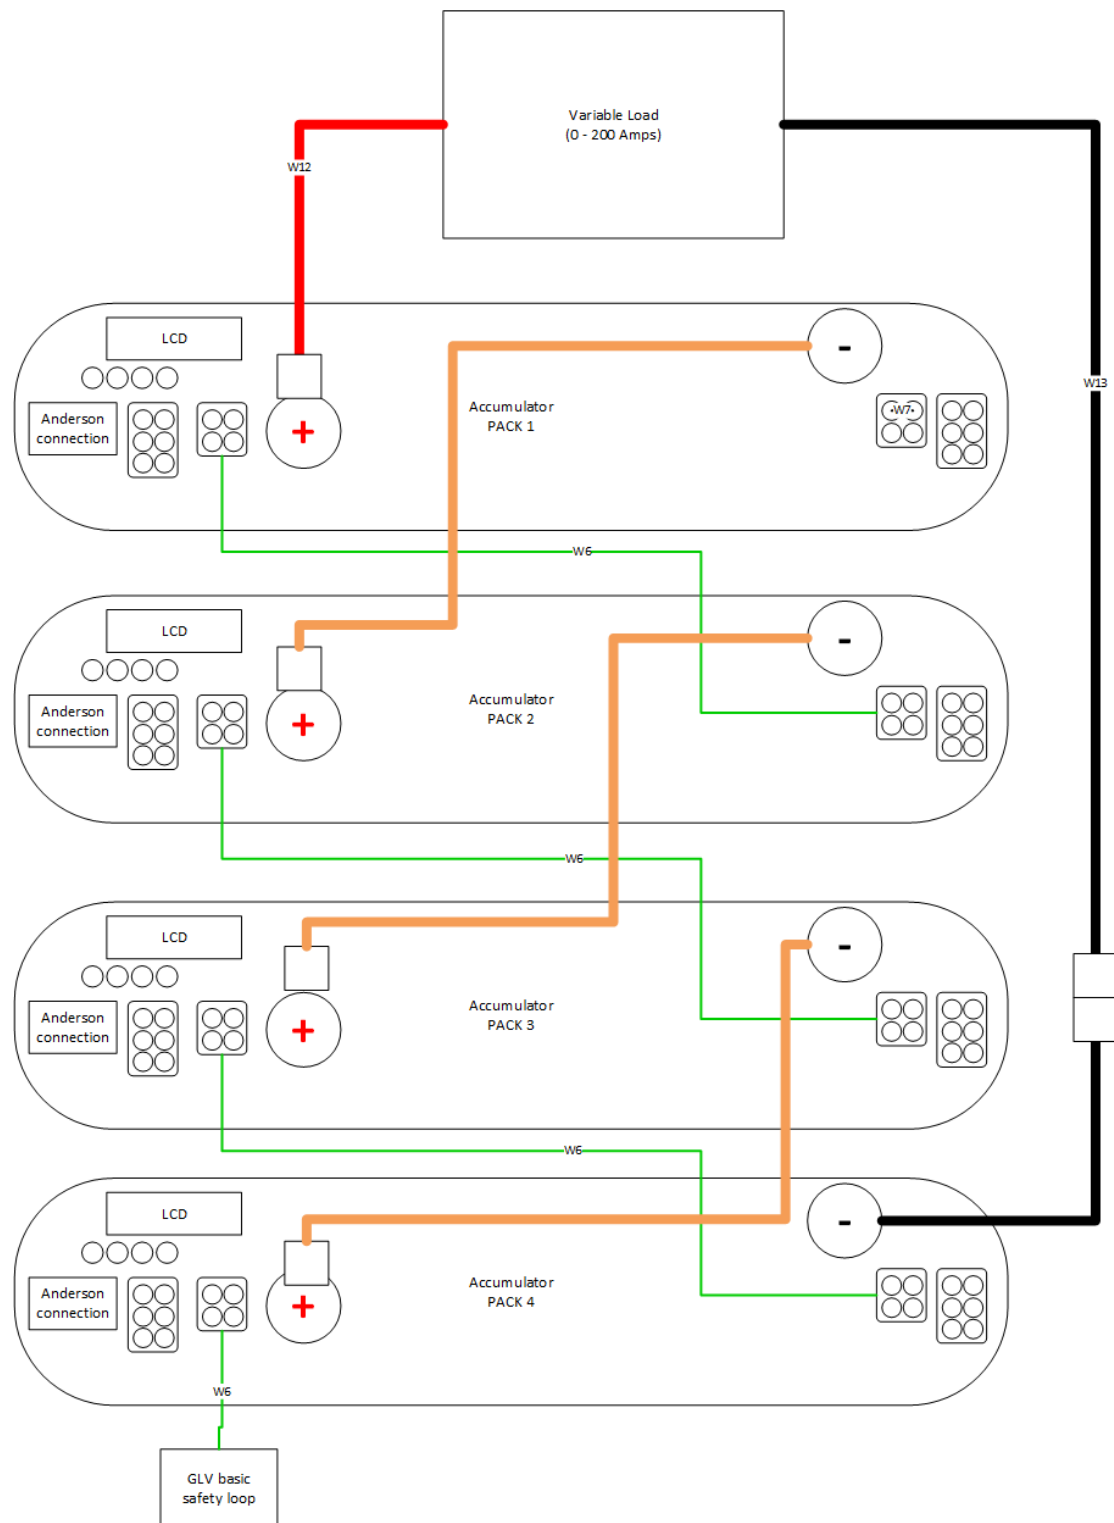 Variable Load
(0 - 200 Amps)
W12
LCD
-
Anderson
connection
+
Accumulator
PACK 1
W7
W13
W6
LCD
-
Anderson
connection
+
Accumulator
PACK 2
W6
LCD
-
Anderson
connection
+
Accumulator
PACK 3
W6
LCD
-
Anderson
connection
+
Accumulator
PACK 4
W6
GLV basic
safety loop